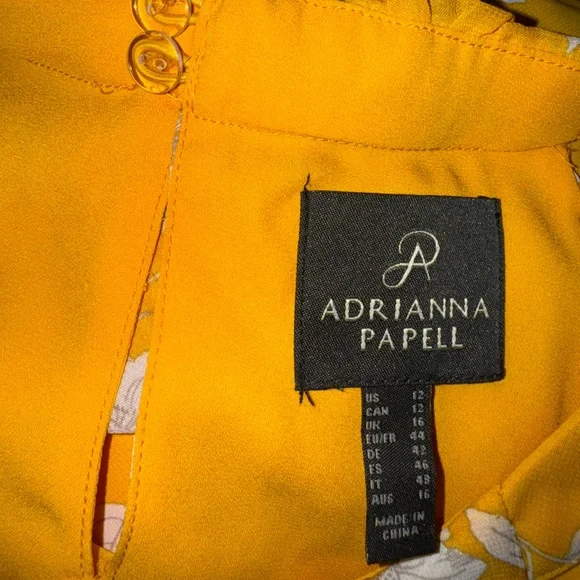 ADRIANNA
PAPELL
US 12
CAN 12
UK 16
EU/FR 44
DE 42
ES 46
IT 48
AUS 16
MADE IN
CHINA